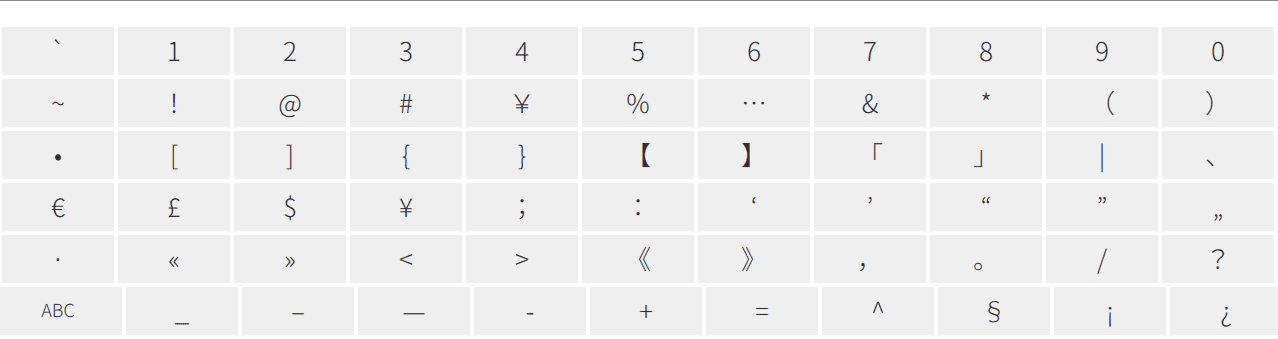 ` 1 2 3 4 5 6 7 8 9 0
~ ! @ # ¥ % … & * （ ）
• [ ] { } 【 】 「 」 | 、
€ £ $ ¥ ； ： ‘ ’ “ ” „
· « » < > 《 》 ， 。 / ？
ABC _ – — - + = ^ § ¡ ¿